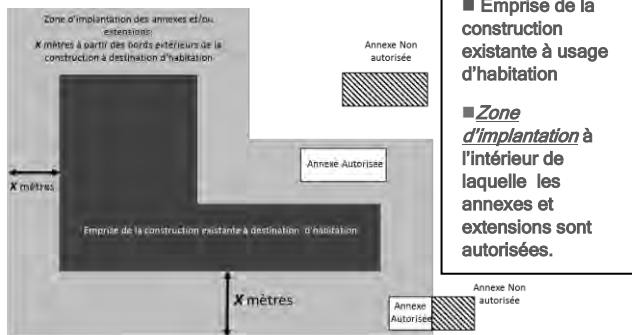 Zone d'implantation des annexes et/ou
extensions:
X mètres à partir des bords extérieurs de la
construction à destination d'habitation
Annexe Non
autorisée
Annexe Autorisée
X mètres
Emprise de la construction existante à destination d'habitation
X mètres
Annexe
Autorisée
Annexe Non
autorisée
■ Emprise de la
construction
existante à usage
d'habitation
■Zone
d'implantation à
l'intérieur de
laquelle les
annexes et
extensions sont
autorisées.